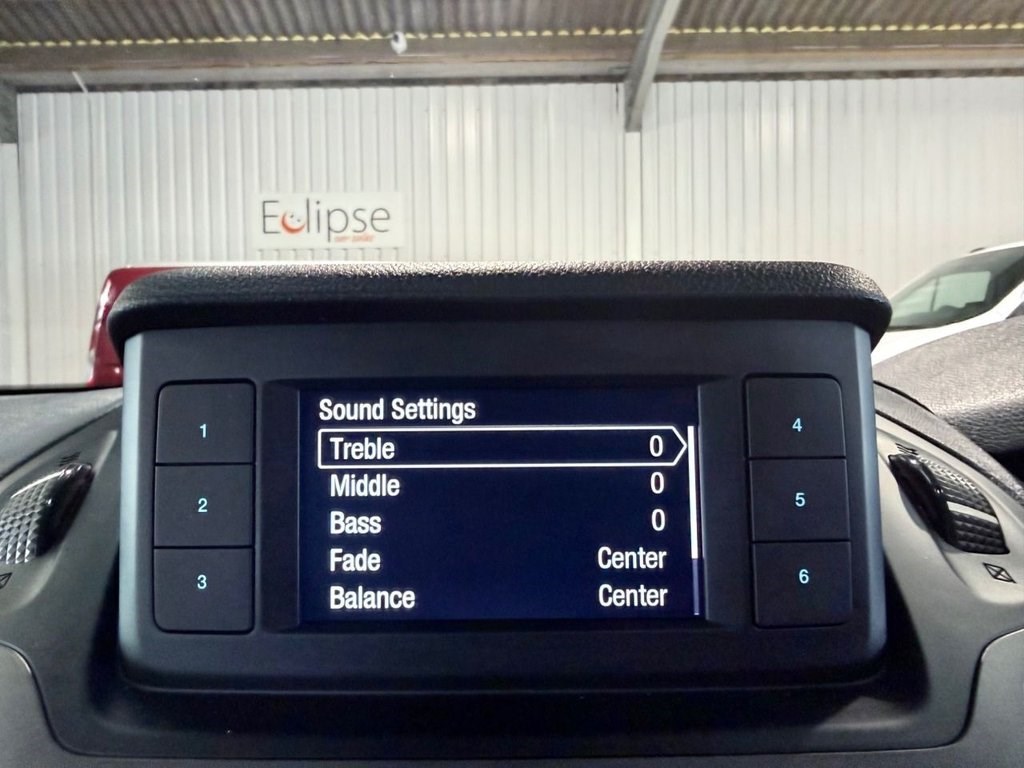 Eclipse
Sound Settings
Treble 0
Middle 0
Bass 0
Fade Center
Balance Center
1
2
3
4
5
6